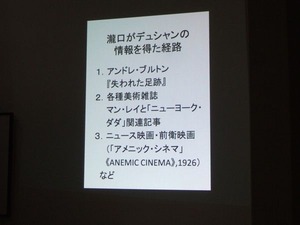 瀧口がデュシャンの
情報を得た経路
1．アンドレ・ブルトン
『失われた足跡』
2．各種美術雑誌
マン・レイと「ニューヨーク・
ダダ」関連記事
3．ニュース映画・前衛映画
（「アメニック・シネマ」
《ANEMIC CINEMA》,1926）
など